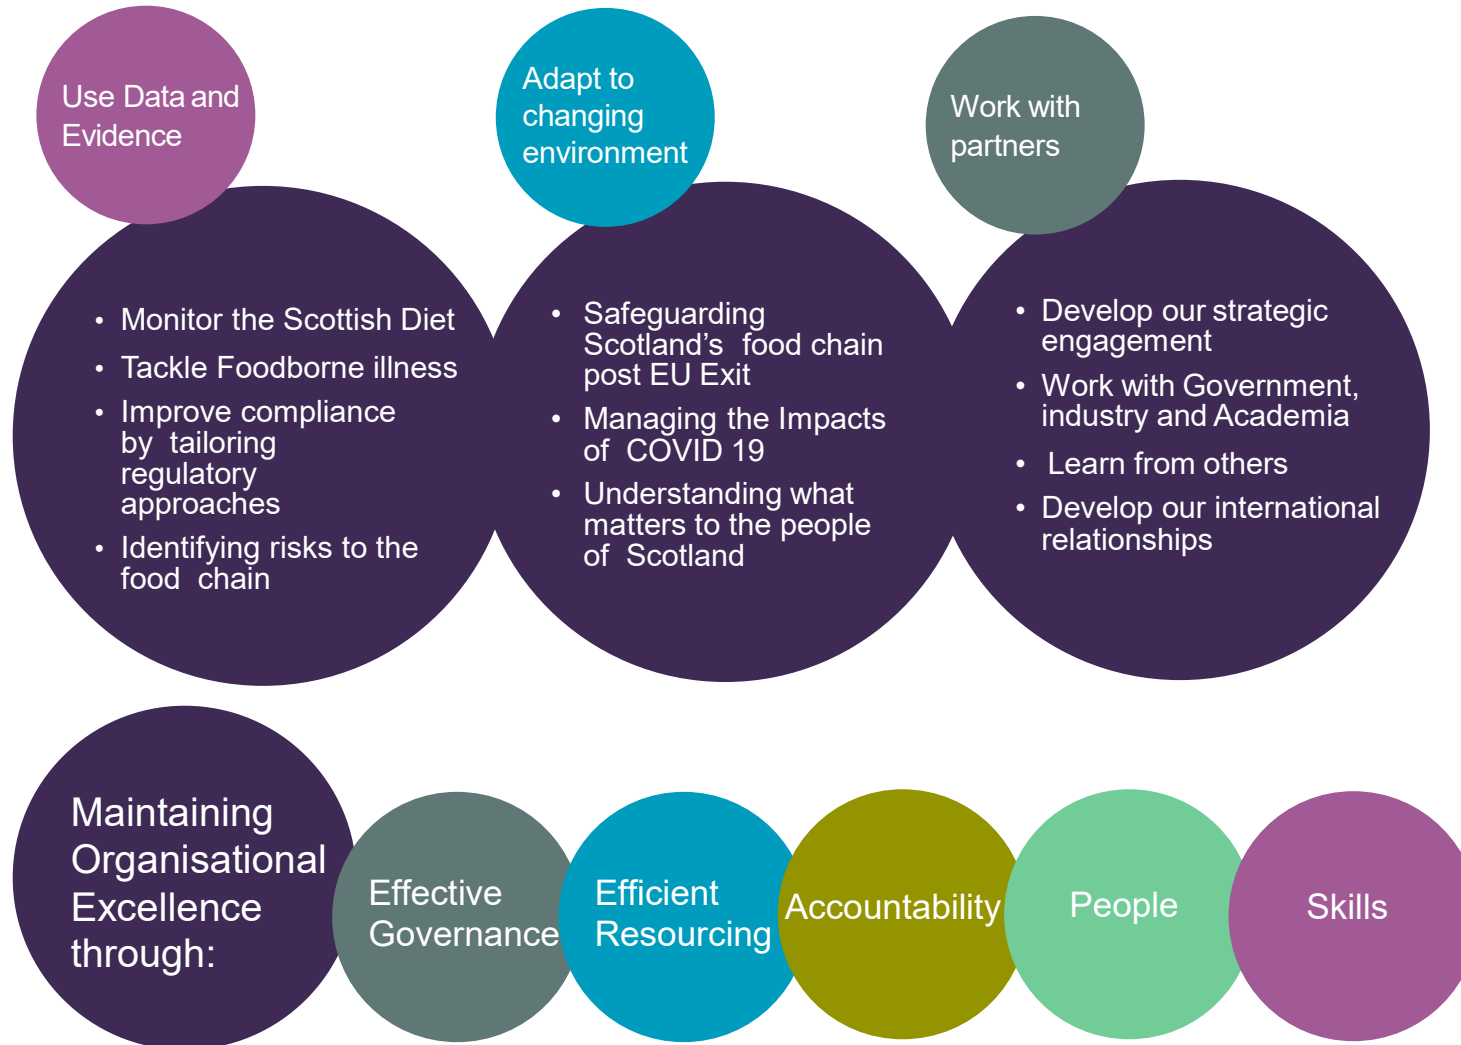 Use Data and
Evidence
Adapt to
changing
environment
Work with
partners
• Monitor the Scottish Diet
• Tackle Foodborne illness
• Improve compliance
by tailoring
regulatory
approaches
• Identifying risks to the
food chain
• Safeguarding
Scotland’s food chain
post EU Exit
• Managing the Impacts
of COVID 19
• Understanding what
matters to the people
of Scotland
• Develop our strategic
engagement
• Work with Government,
industry and Academia
• Learn from others
• Develop our international
relationships
Maintaining
Organisational
Excellence
through:
Effective
Governance
Efficient
Resourcing
Accountability
People
Skills